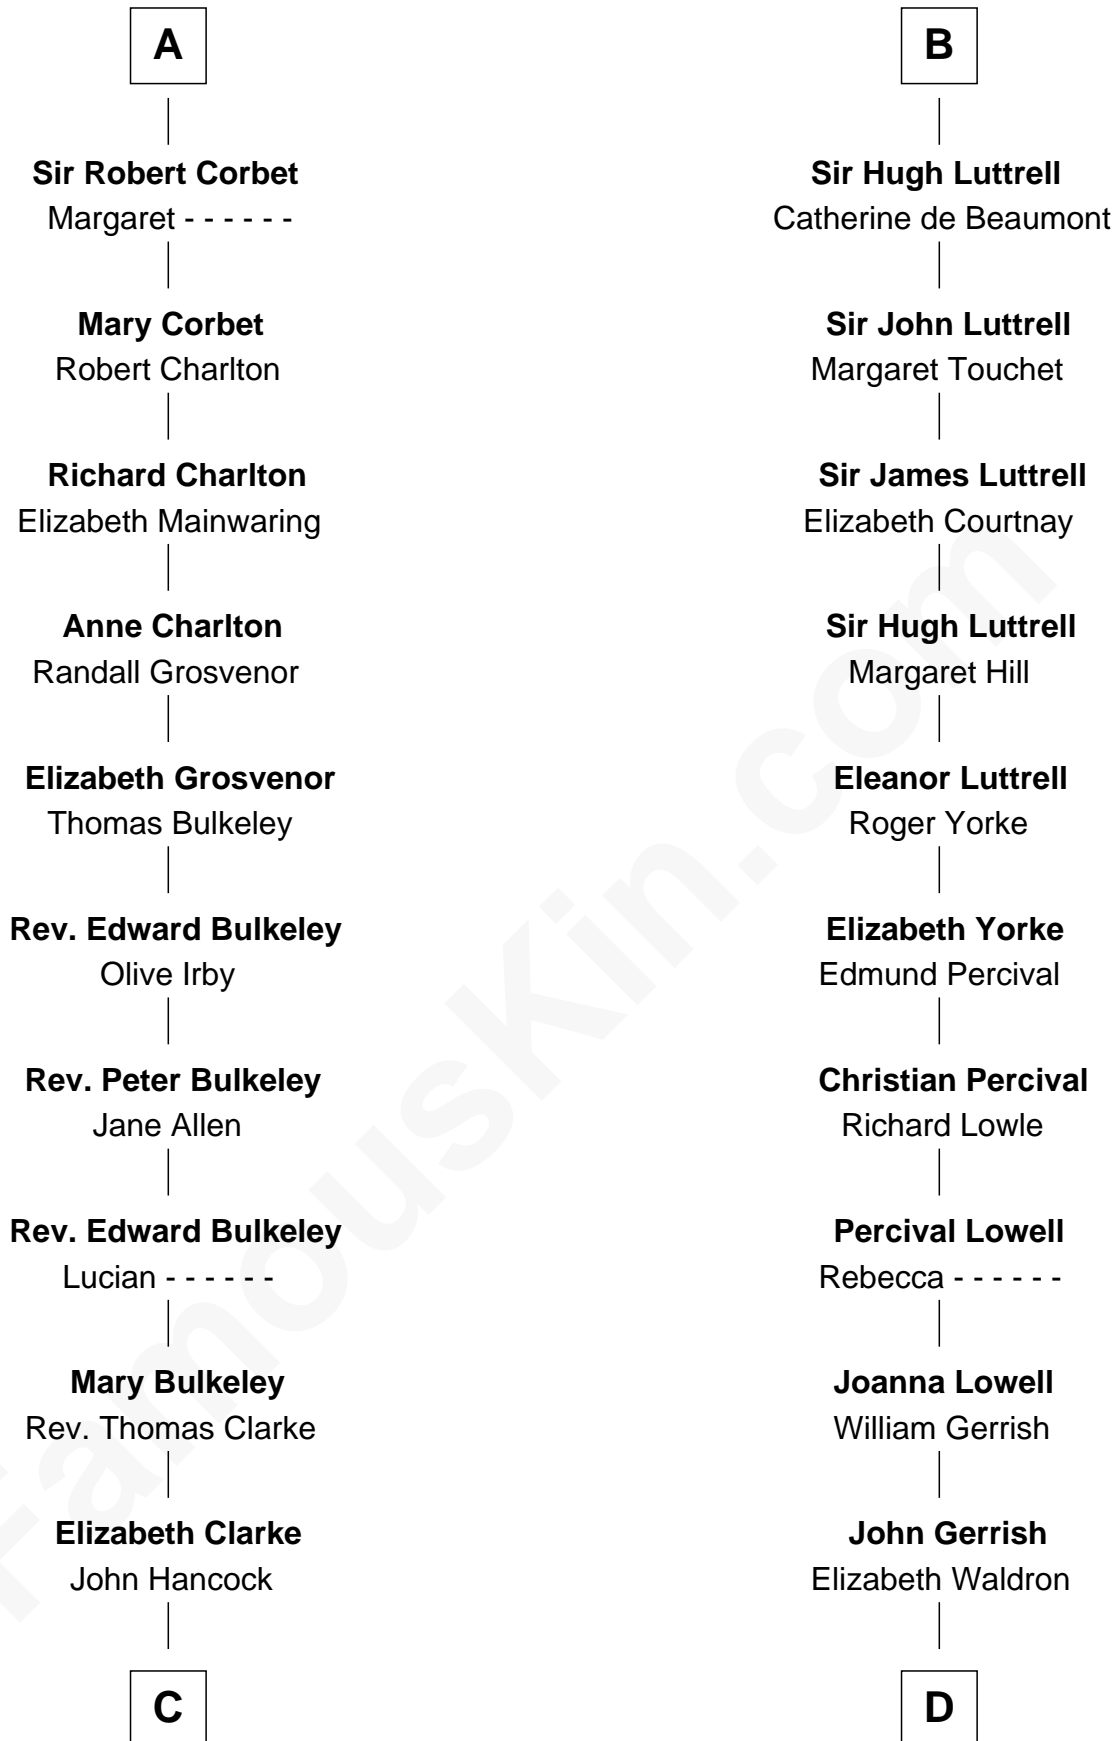 A
Sir Robert Corbet
Margaret - - - - - -
Mary Corbet
Robert Charlton
Richard Charlton
Elizabeth Mainwaring
Anne Charlton
Randall Grosvenor
Elizabeth Grosvenor
Thomas Bulkeley
Rev. Edward Bulkeley
Olive Irby
Rev. Peter Bulkeley
Jane Allen
Rev. Edward Bulkeley
Lucian - - - - - -
Mary Bulkeley
Rev. Thomas Clarke
Elizabeth Clarke
John Hancock
C
B
Sir Hugh Luttrell
Catherine de Beaumont
Sir John Luttrell
Margaret Touchet
Sir James Luttrell
Elizabeth Courtnay
Sir Hugh Luttrell
Margaret Hill
Eleanor Luttrell
Roger Yorke
Elizabeth Yorke
Edmund Percival
Christian Percival
Richard Lowle
Percival Lowell
Rebecca - - - - - -
Joanna Lowell
William Gerrish
John Gerrish
Elizabeth Waldron
D
FamousKin.com